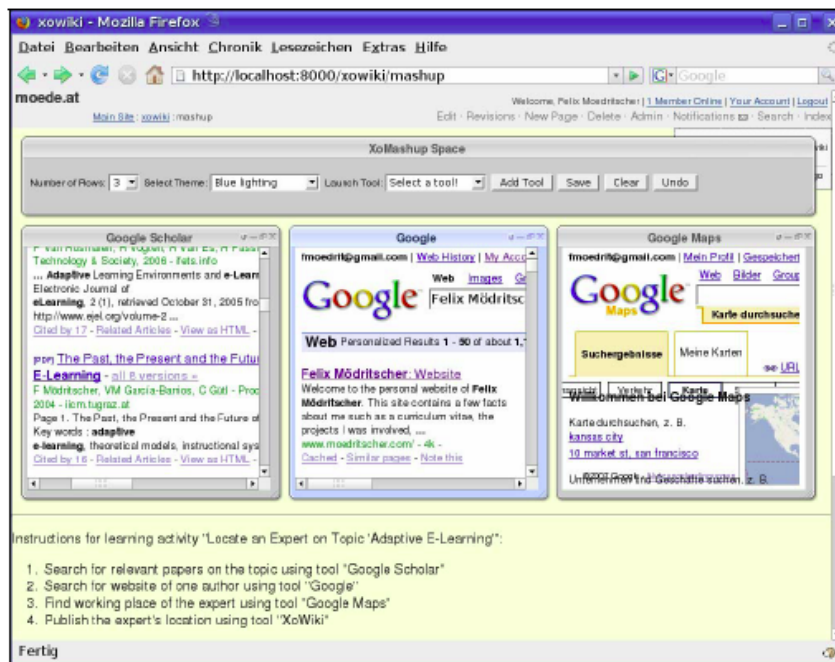 xowiki - Mozilla Firefox
Datei Bearbeiten Ansicht Chronik Lesezeichen Extras Hilfe
http://localhost:8000/xowiki/mashup
Google
moede.at
Welcome, Felix Moedritscher | 1 Member Online | Your Account | Logout
Main Site : xowiki : mashup
Edit · Revisions · New Page · Delete · Admin · Notifications · Search · Index
XoMashup Space
Number of Rows: 3 Select Theme: Blue lighting Lauch Tool: Select a tool! Add Tool Save Clear Undo
Google Scholar
Technology & Society, 2006 - ifets.info
... Adaptive Learning Environments and e-Learn
Electronic Journal of
eLearning, 2 (1), retrieved October 31, 2005 fro
http://www.ejel.org/volume-2 ...
Cited by 17 - Related Articles - View as HTML -
[PDF] The Past, the Present and the Futu
E-Learning - all 8 versions »
F Mödritscher, VM Garcia-Barrios, C Gütl - Proc
2004 - iicm.tugraz.at
Page 1. The Past, the Present and the Future of
Key words : adaptive
e-learning, theoretical models, instructional sys
Cited by 16 - Related Articles - View as HTML -
Google
fmoedrit@gmail.com | Web History | My Acco
Web Images Gr
Google
Felix Mödritsc
Web Personalized Results 1 - 50 of about 1,
Felix Mödritscher: Website
Welcome to the personal website of Felix
Mödritscher. This site contains a few facts
about me such as a curriculum vitae, the
projects I was involved, ...
www.moedritscher.com/ - 4k -
Cached - Similar pages - Note this
Google Maps
fmoedrit@gmail.com | Mein Profil | Gespeichert
Web Bilder Group
Google
Maps
Karte durchsuche
Suchergebnisse Meine Karten
URL
Verkehr Karte
Willkommen bei Google Maps
Karte durchsuchen, z. B.
kansas city
10 market st, san francisco
©2007 Google
Unternehmen und Geschäfte suchen, z. B.
Instructions for learning activity "Locate an Expert on Topic 'Adaptive E-Learning'":
1. Search for relevant papers on the topic using tool "Google Scholar"
2. Search for website of one author using tool "Google"
3. Find working place of the expert using tool "Google Maps"
4. Publish the expert's location using tool "XoWiki"
Fertig